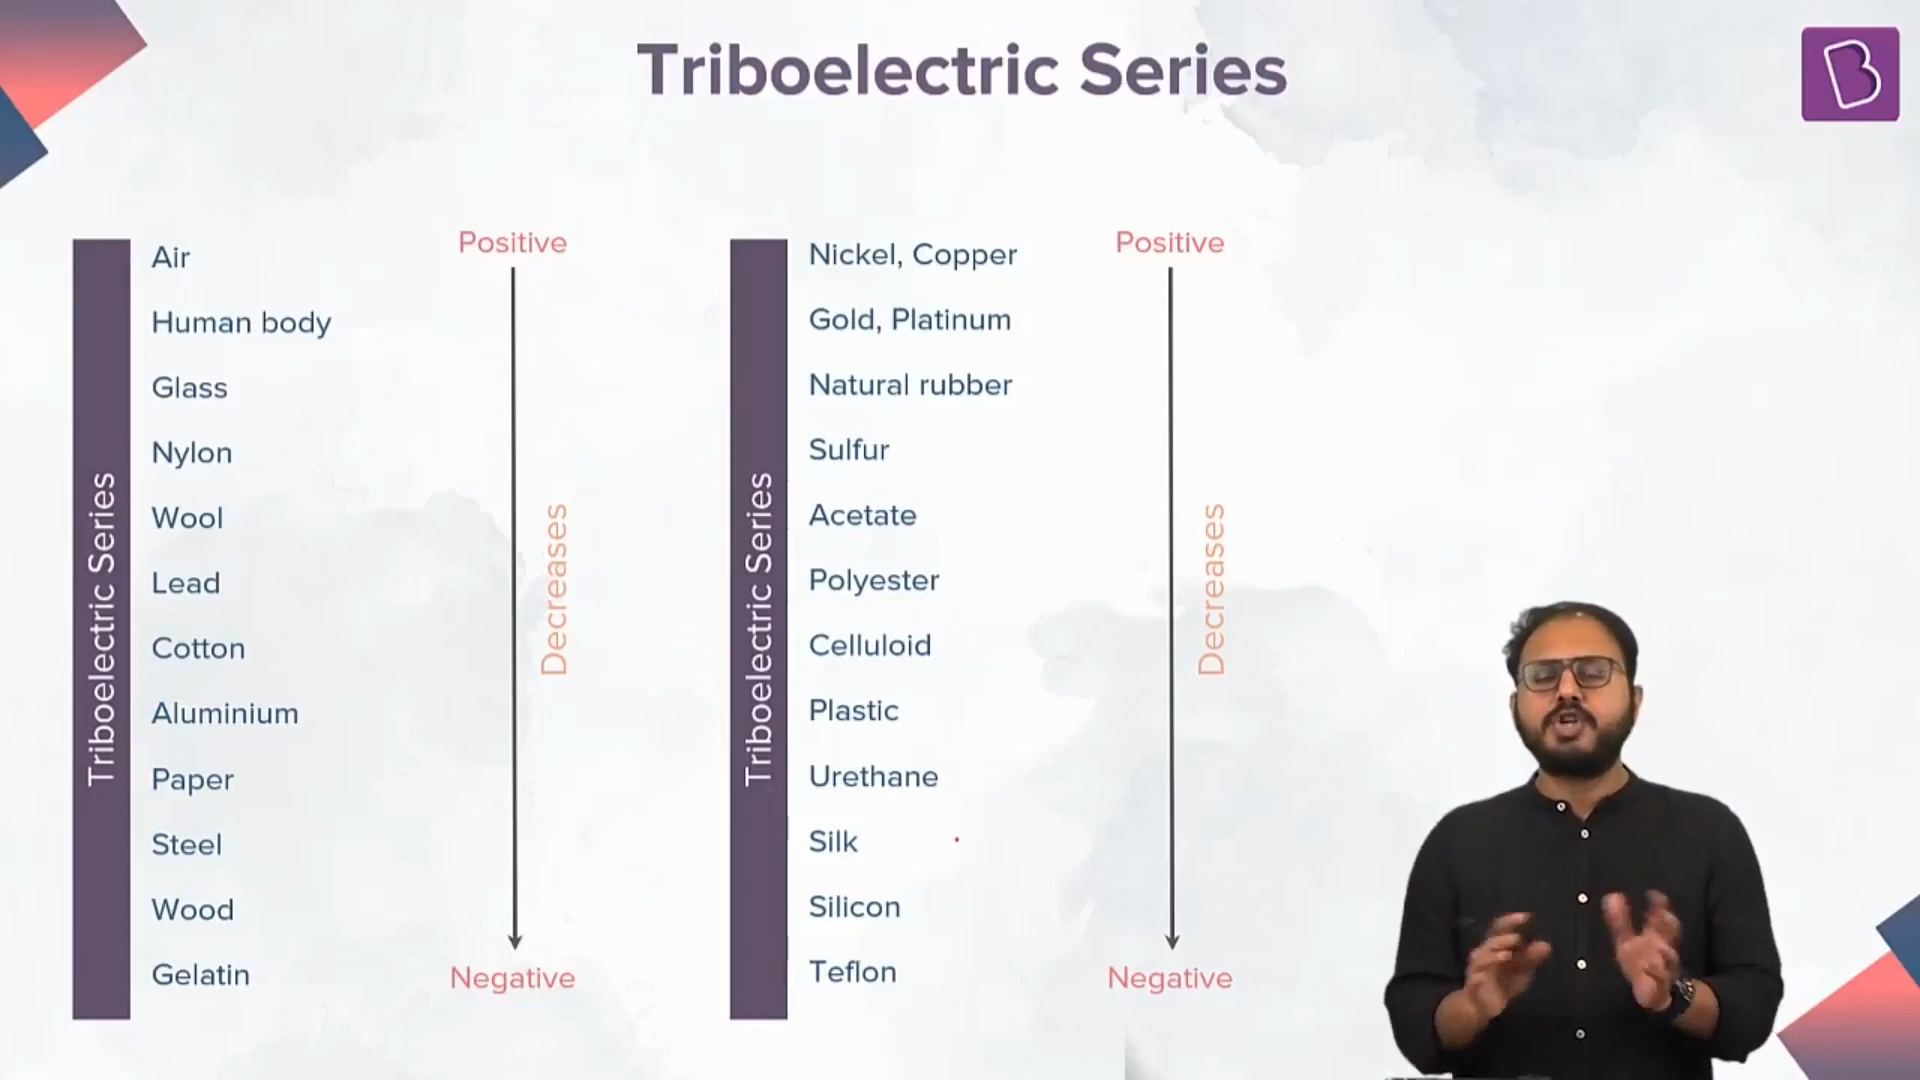 Triboelectric Series
Triboelectric Series
Air
Human body
Glass
Nylon
Wool
Lead
Cotton
Aluminium
Paper
Steel
Wood
Gelatin
Positive
Decreases
Negative
Triboelectric Series
Nickel, Copper
Gold, Platinum
Natural rubber
Sulfur
Acetate
Polyester
Celluloid
Plastic
Urethane
Silk
Silicon
Teflon
Positive
Decreases
Negative
B